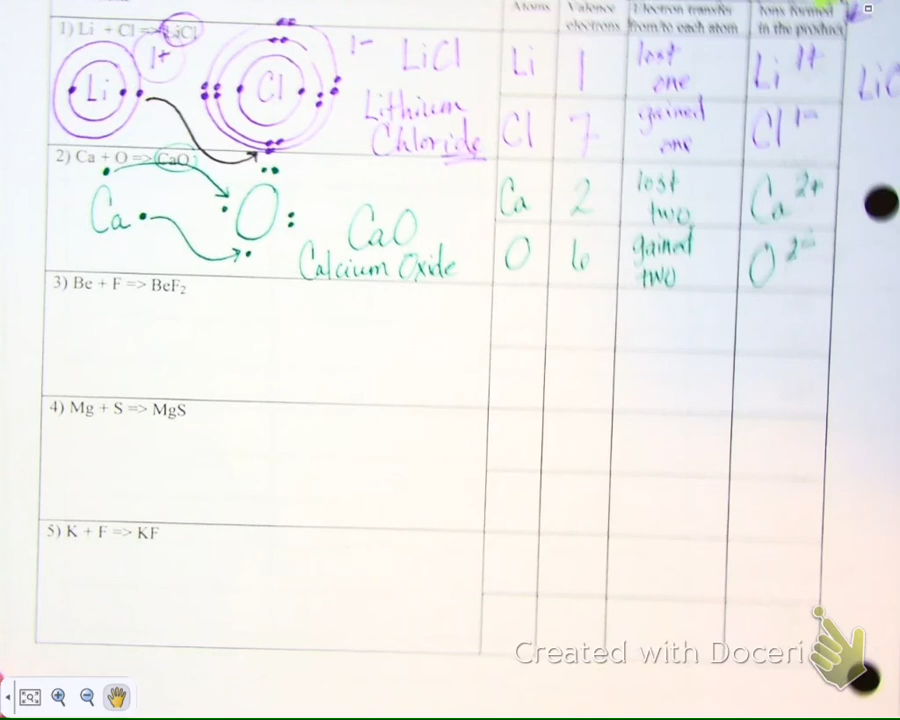 Atoms
Valence electrons
Electron transfer from/to each atom
Ions formed in the product
1) Li + Cl => LiCl
1+
1-
LiCl
Li
Cl
Lithium
Chloride
Li
1
lost one
Li 1+
LiC
Cl
7
gained one
Cl 1-
2) Ca + O => CaO
Ca
O
CaO
Calcium Oxide
Ca
2
lost two
Ca 2+
O
6
gained two
O 2-
3) Be + F => BeF₂
4) Mg + S => MgS
5) K + F => KF
Created with Doceri